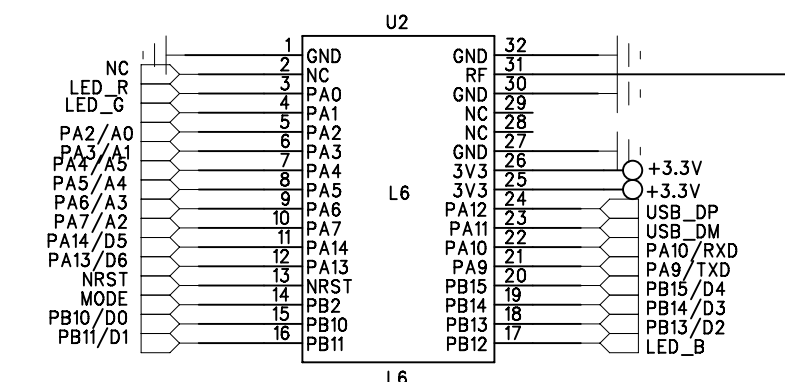 U2
1 GND GND 32
NC 2 NC RF 31
LED_R 3 PA0 GND 30
LED_G 4 PA1 NC 29
PA2/A0 5 PA2 NC 28
PA3/A1 6 PA3 GND 27
PA4/A5 7 PA4 3V3 26 +3.3V
PA5/A4 8 PA5 3V3 25 +3.3V
PA6/A3 9 PA6 PA12 24 USB_DP
PA7/A2 10 PA7 PA11 23 USB_DM
PA14/D5 11 PA14 PA10 22 PA10/RXD
PA13/D6 12 PA13 PA9 21 PA9/TXD
NRST 13 NRST PB15 20 PB15/D4
MODE 14 PB2 PB14 19 PB14/D3
PB10/D0 15 PB10 PB13 18 PB13/D2
PB11/D1 16 PB11 PB12 17 LED_B
L6
L6